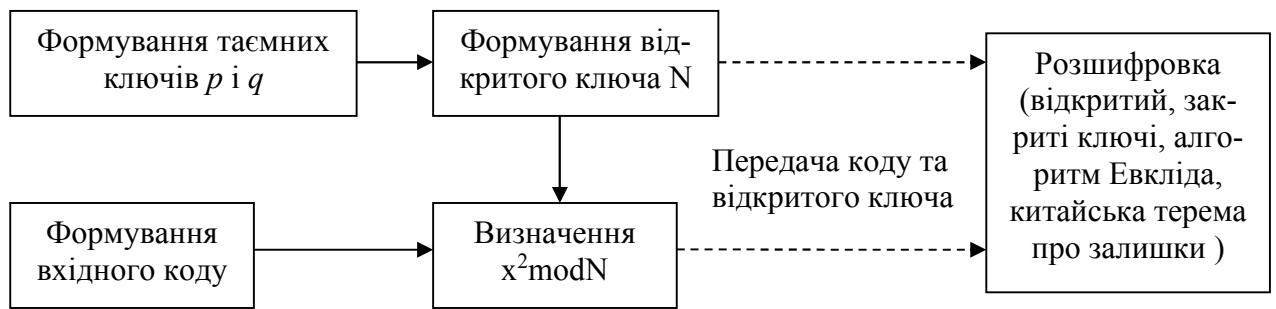 Формування таємних
ключів p і q
Формування від-
критого ключа N
Розшифровка
(відкритий, зак-
риті ключі, алго-
ритм Евкліда,
китайська терема
про залишки )
Передача коду та
відкритого ключа
Формування
вхідного коду
Визначення
x²modN